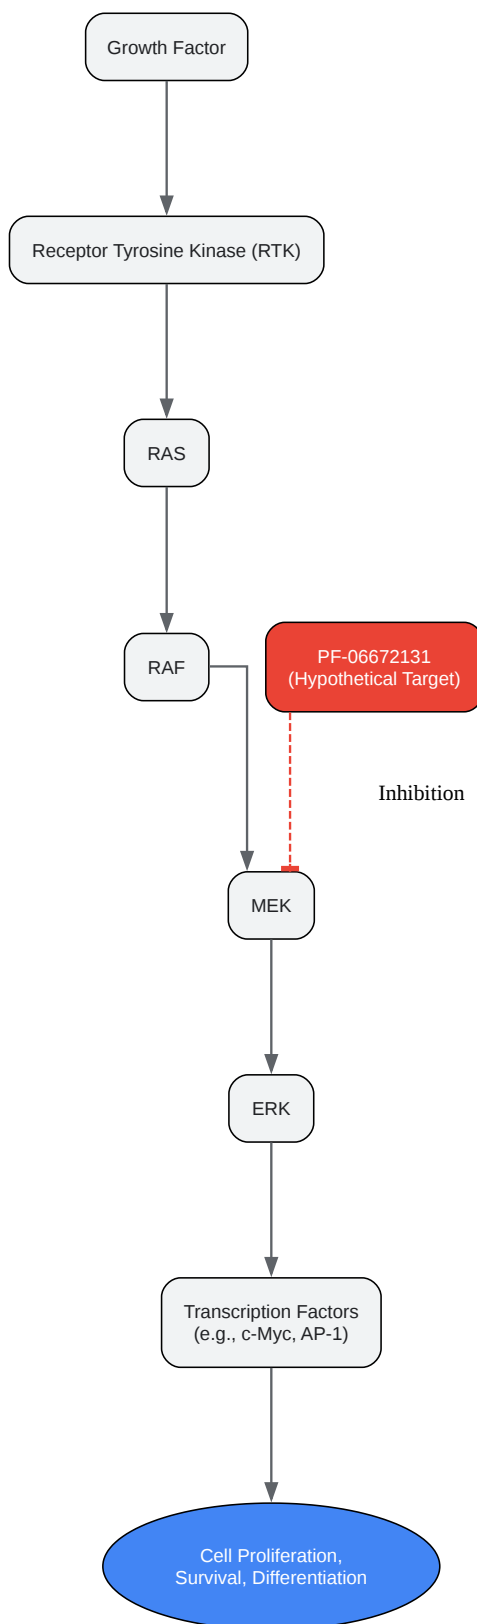 Growth Factor
Receptor Tyrosine Kinase (RTK)
RAS
RAF
PF-06672131
(Hypothetical Target)
Inhibition
MEK
ERK
Transcription Factors
(e.g., c-Myc, AP-1)
Cell Proliferation,
Survival, Differentiation